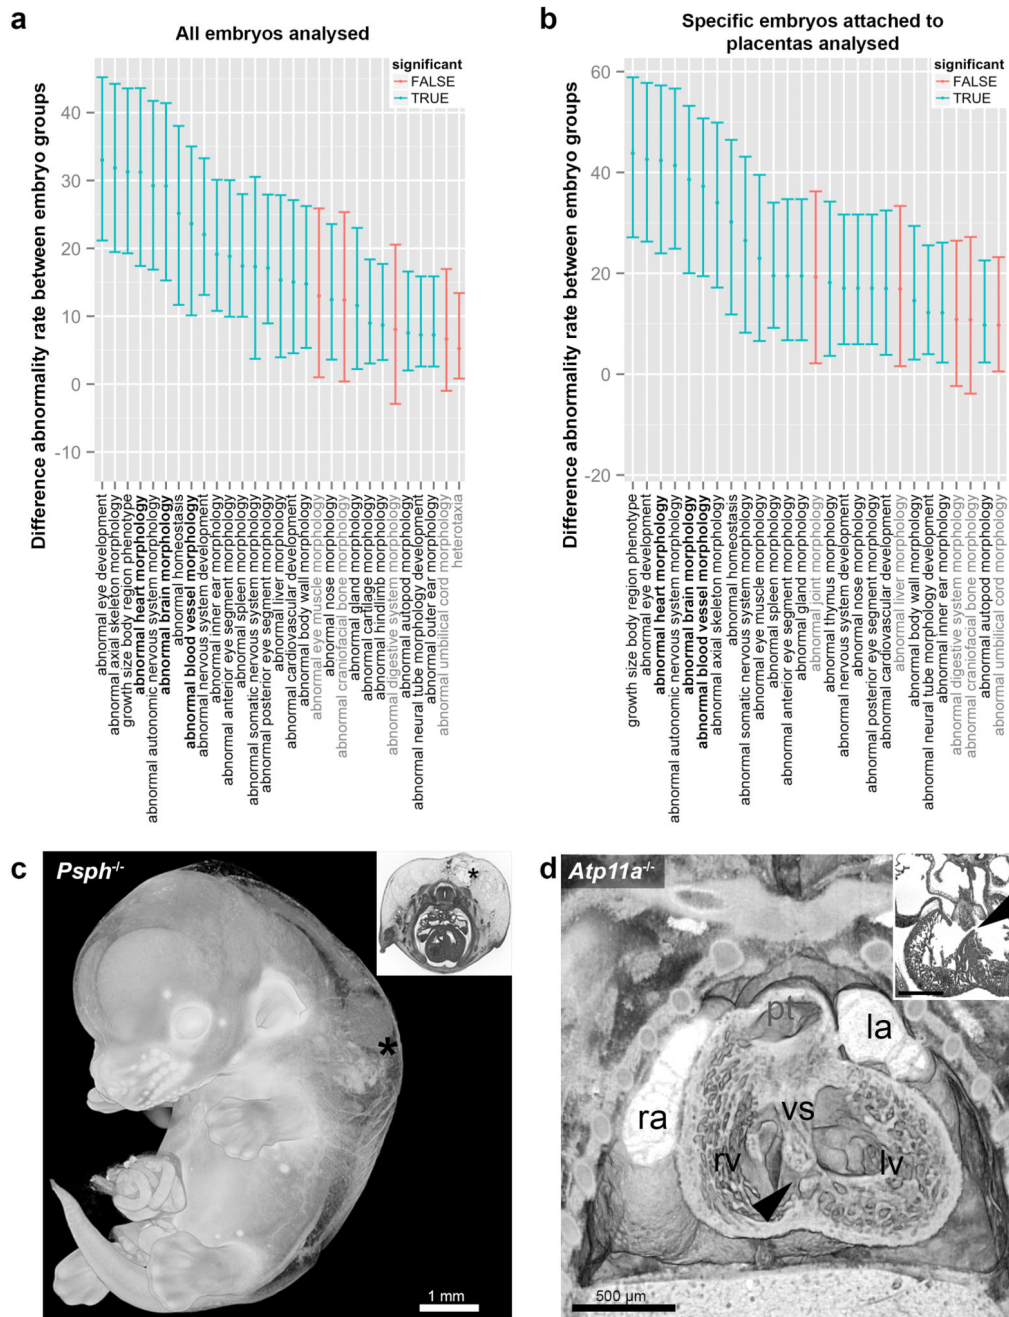 a
All embryos analysed
significant
FALSE
TRUE
Difference abnormality rate between embryo groups
40
30
20
10
0
-10
abnormal eye development
abnormal axial skeleton morphology
growth size body region phenotype
abnormal heart morphology
abnormal autonomic nervous system morphology
abnormal brain morphology
abnormal homeostasis
abnormal blood vessel morphology
abnormal nervous system development
abnormal inner ear morphology
abnormal anterior eye segment morphology
abnormal spleen morphology
abnormal somatic nervous system morphology
abnormal posterior eye segment morphology
abnormal liver morphology
abnormal cardiovascular development
abnormal body wall morphology
abnormal eye muscle morphology
abnormal nose morphology
abnormal craniofacial bone morphology
abnormal gland morphology
abnormal cartilage morphology
abnormal hindlimb morphology
abnormal digestive system morphology
abnormal autopod morphology
abnormal neural tube morphology development
abnormal outer ear morphology
abnormal umbilical cord morphology
heterotaxia
b
Specific embryos attached to
placentas analysed
significant
FALSE
TRUE
Difference abnormality rate between embryo groups
60
40
20
0
-20
growth size body region phenotype
abnormal eye development
abnormal heart morphology
abnormal autonomic nervous system morphology
abnormal brain morphology
abnormal blood vessel morphology
abnormal axial skeleton morphology
abnormal homeostasis
abnormal somatic nervous system morphology
abnormal eye muscle morphology
abnormal spleen morphology
abnormal anterior eye segment morphology
abnormal gland morphology
abnormal joint morphology
abnormal thymus morphology
abnormal nervous system development
abnormal nose morphology
abnormal posterior eye segment morphology
abnormal cardiovascular development
abnormal liver morphology
abnormal body wall morphology
abnormal neural tube morphology development
abnormal inner ear morphology
abnormal digestive system morphology
abnormal craniofacial bone morphology
abnormal autopod morphology
abnormal umbilical cord morphology
c
Psph-/-
*
*
1 mm
d
Atp11a-/-
pt
la
ra
vs
rv
lv
500 µm